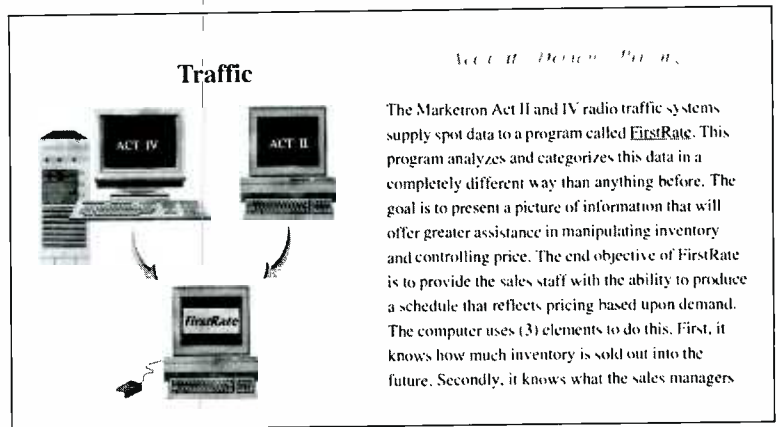 Traffic
ACT IV
ACT II
FirstRate
The Marketron Act II and IV radio traffic systems
supply spot data to a program called FirstRate. This
program analyzes and categorizes this data in a
completely different way than anything before. The
goal is to present a picture of information that will
offer greater assistance in manipulating inventory
and controlling price. The end objective of FirstRate
is to provide the sales staff with the ability to produce
a schedule that reflects pricing based upon demand.
The computer uses (3) elements to do this. First, it
knows how much inventory is sold out into the
future. Secondly, it knows what the sales managers